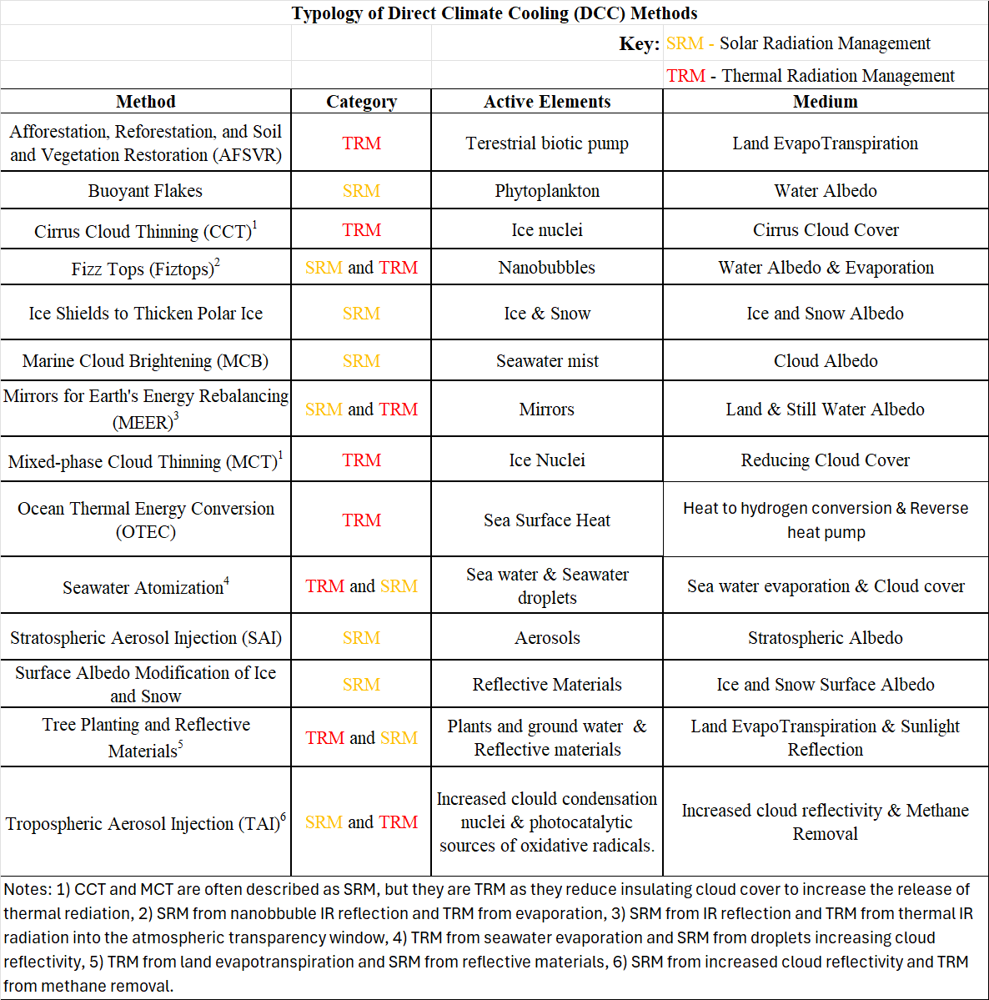 Typology of Direct Climate Cooling (DCC) Methods
Key: SRM - Solar Radiation Management
TRM - Thermal Radiation Management
Method Category Active Elements Medium
Afforestation, Reforestation, and Soil
and Vegetation Restoration (AFSVR)
TRM
Terestrial biotic pump
Land EvapoTranspiration
Buoyant Flakes
SRM
Phytoplankton
Water Albedo
Cirrus Cloud Thinning (CCT)1
TRM
Ice nuclei
Cirrus Cloud Cover
Fizz Tops (Fiztops)2
SRM and TRM
Nanobubbles
Water Albedo & Evaporation
Ice Shields to Thicken Polar Ice
SRM
Ice & Snow
Ice and Snow Albedo
Marine Cloud Brightening (MCB)
SRM
Seawater mist
Cloud Albedo
Mirrors for Earth's Energy Rebalancing
(MEER)3
SRM and TRM
Mirrors
Land & Still Water Albedo
Mixed-phase Cloud Thinning (MCT)1
TRM
Ice Nuclei
Reducing Cloud Cover
Ocean Thermal Energy Conversion
(OTEC)
TRM
Sea Surface Heat
Heat to hydrogen conversion & Reverse
heat pump
Seawater Atomization4
TRM and SRM
Sea water & Seawater
droplets
Sea water evaporation & Cloud cover
Stratospheric Aerosol Injection (SAI)
SRM
Aerosols
Stratospheric Albedo
Surface Albedo Modification of Ice
and Snow
SRM
Reflective Materials
Ice and Snow Surface Albedo
Tree Planting and Reflective
Materials5
TRM and SRM
Plants and ground water &
Reflective materials
Land EvapoTranspiration & Sunlight
Reflection
Tropospheric Aerosol Injection (TAI)6
SRM and TRM
Increased clould condensation
nuclei & photocatalytic
sources of oxidative radicals.
Increased cloud reflectivity & Methane
Removal
Notes: 1) CCT and MCT are often described as SRM, but they are TRM as they reduce insulating cloud cover to increase the release of
thermal rediation, 2) SRM from nanobbuble IR reflection and TRM from evaporation, 3) SRM from IR reflection and TRM from thermal IR
radiation into the atmospheric transparency window, 4) TRM from seawater evaporation and SRM from droplets increasing cloud
reflectivity, 5) TRM from land evapotranspiration and SRM from reflective materials, 6) SRM from increased cloud reflectivity and TRM
from methane removal.